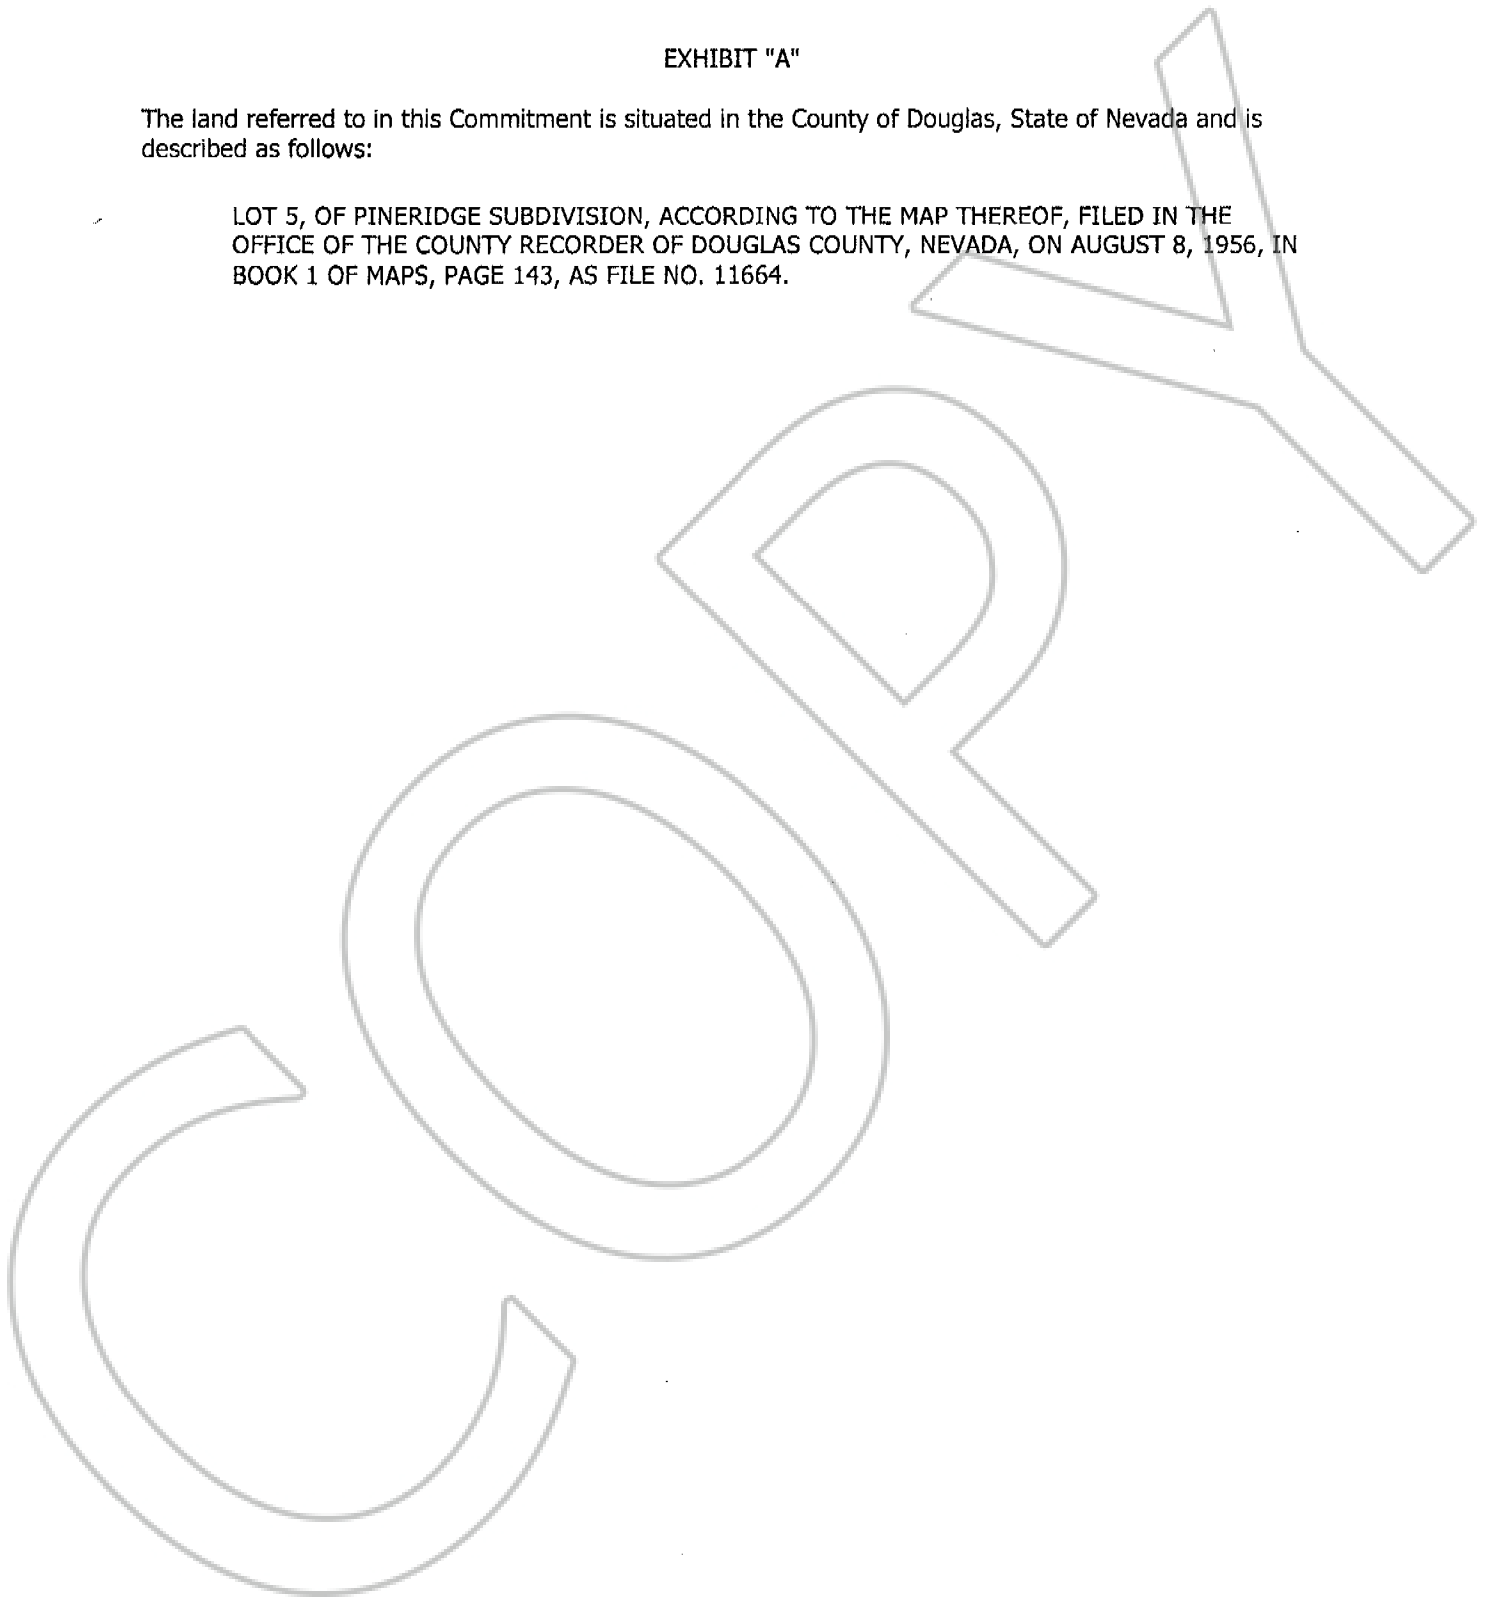 EXHIBIT "A"
The land referred to in this Commitment is situated in the County of Douglas, State of Nevada and is
described as follows:
LOT 5, OF PINERIDGE SUBDIVISION, ACCORDING TO THE MAP THEREOF, FILED IN THE
OFFICE OF THE COUNTY RECORDER OF DOUGLAS COUNTY, NEVADA, ON AUGUST 8, 1956, IN
BOOK 1 OF MAPS, PAGE 143, AS FILE NO. 11664.
COPY